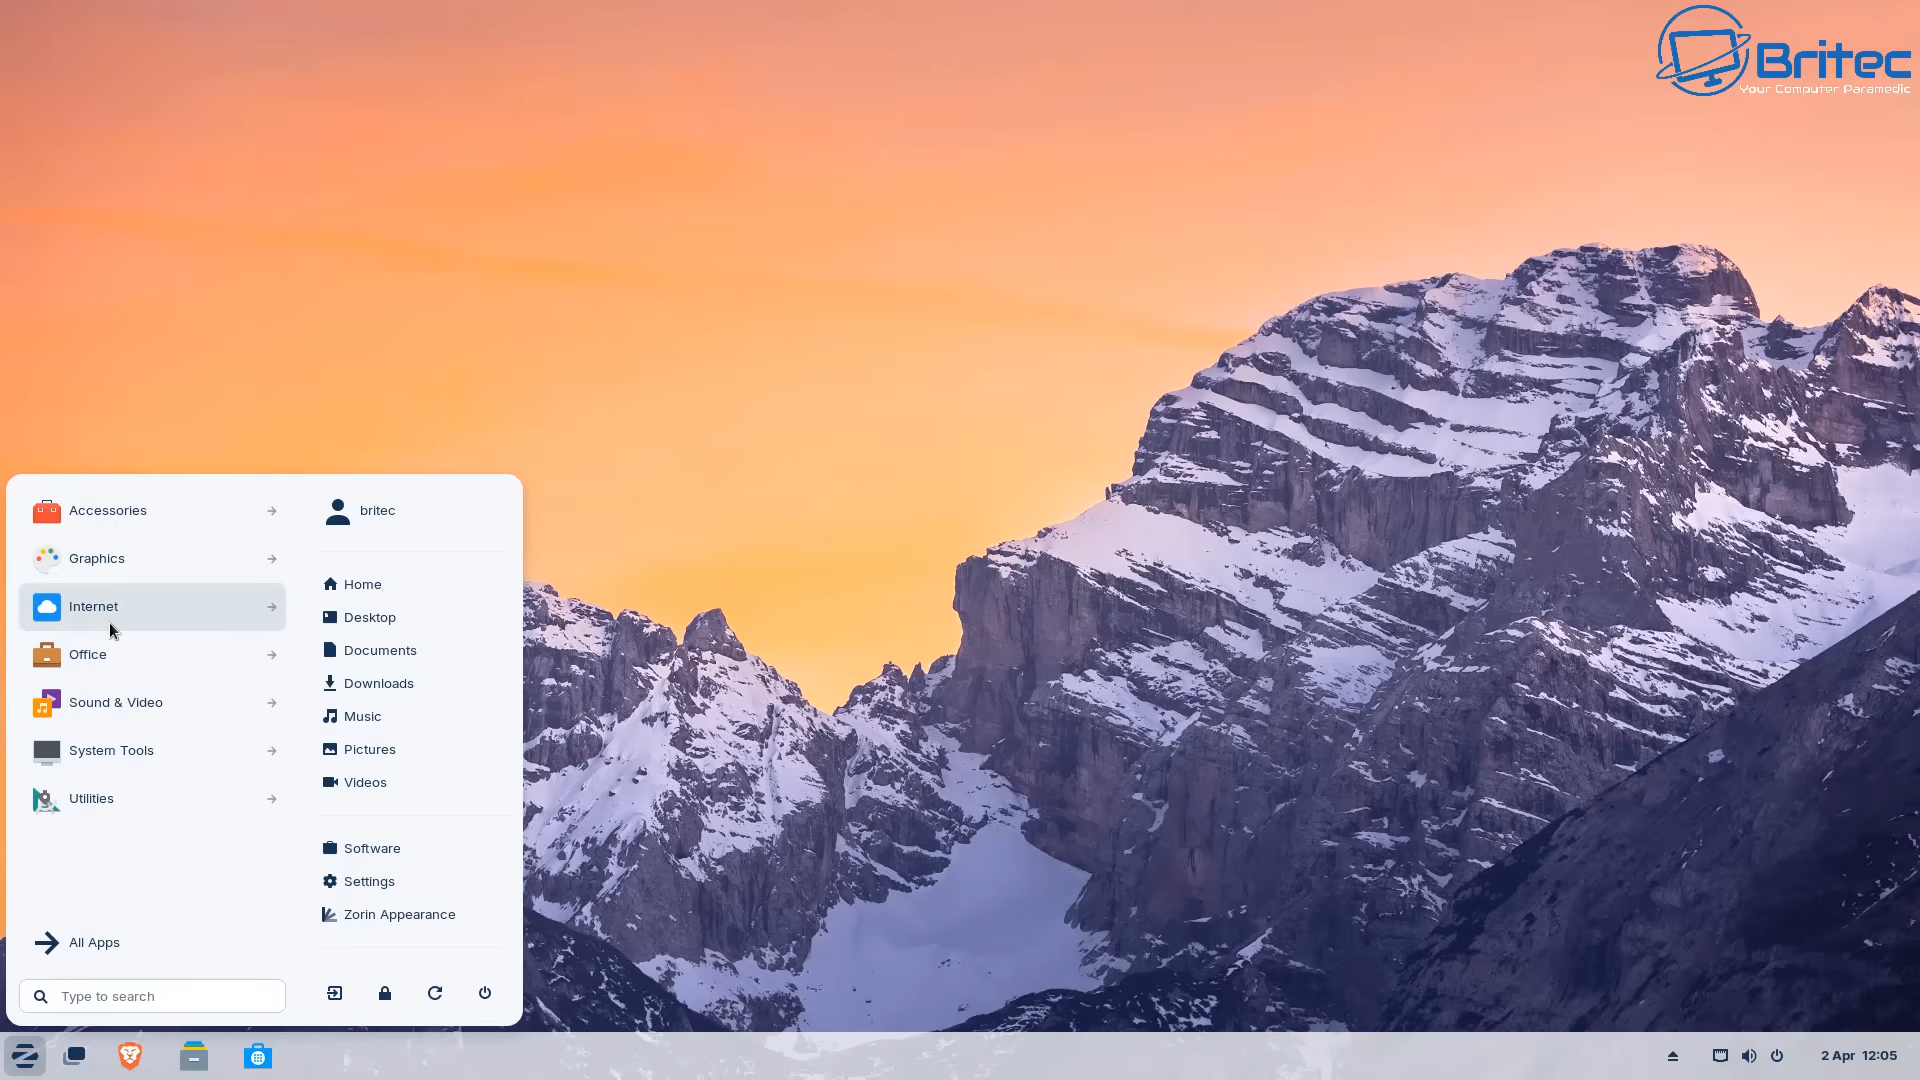 Britec
Your Computer Paramedic
Accessories
Graphics
Internet
Office
Sound & Video
System Tools
Utilities
All Apps
Type to search
britec
Home
Desktop
Documents
Downloads
Music
Pictures
Videos
Software
Settings
Zorin Appearance
2 Apr 12:05